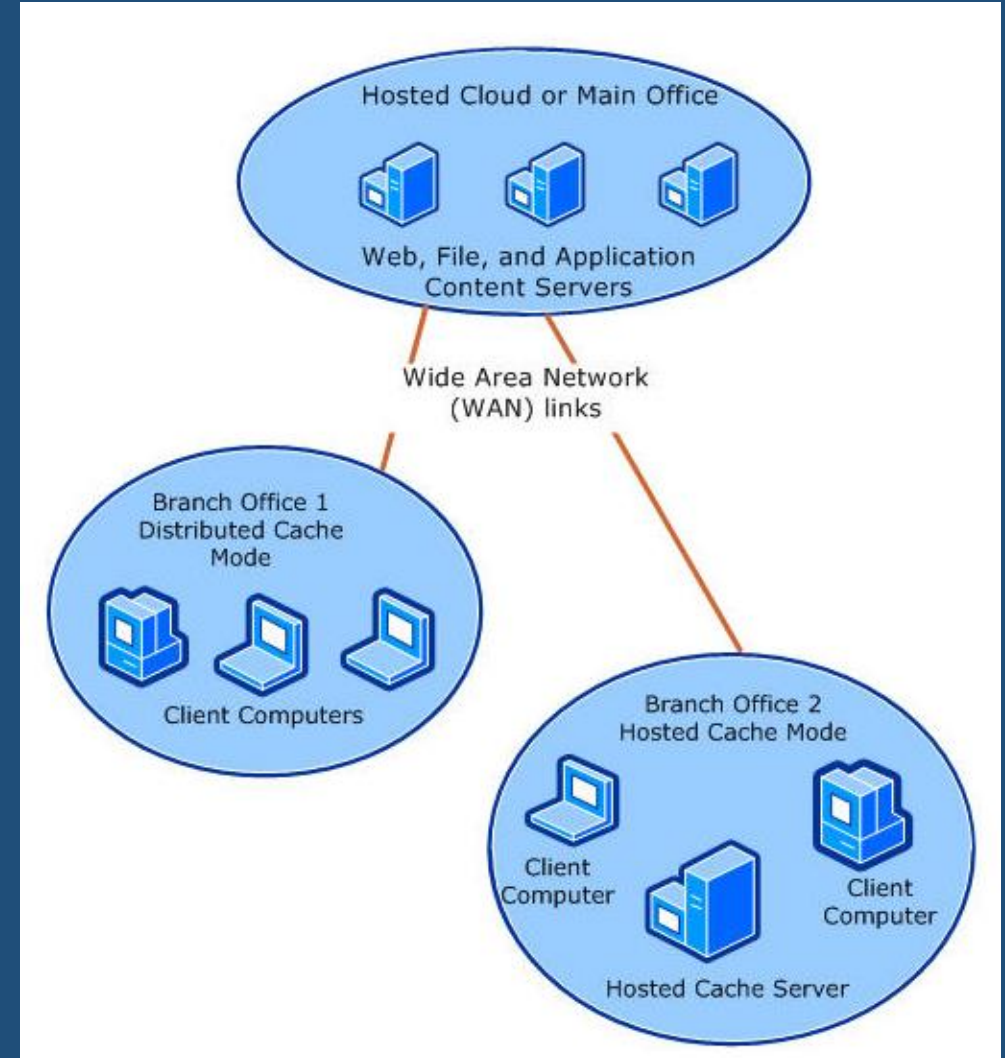 Hosted Cloud or Main Office
Web, File, and Application
Content Servers
Wide Area Network
(WAN) links
Branch Office 1
Distributed Cache
Mode
Client Computers
Branch Office 2
Hosted Cache Mode
Client
Computer
Client
Computer
Hosted Cache Server